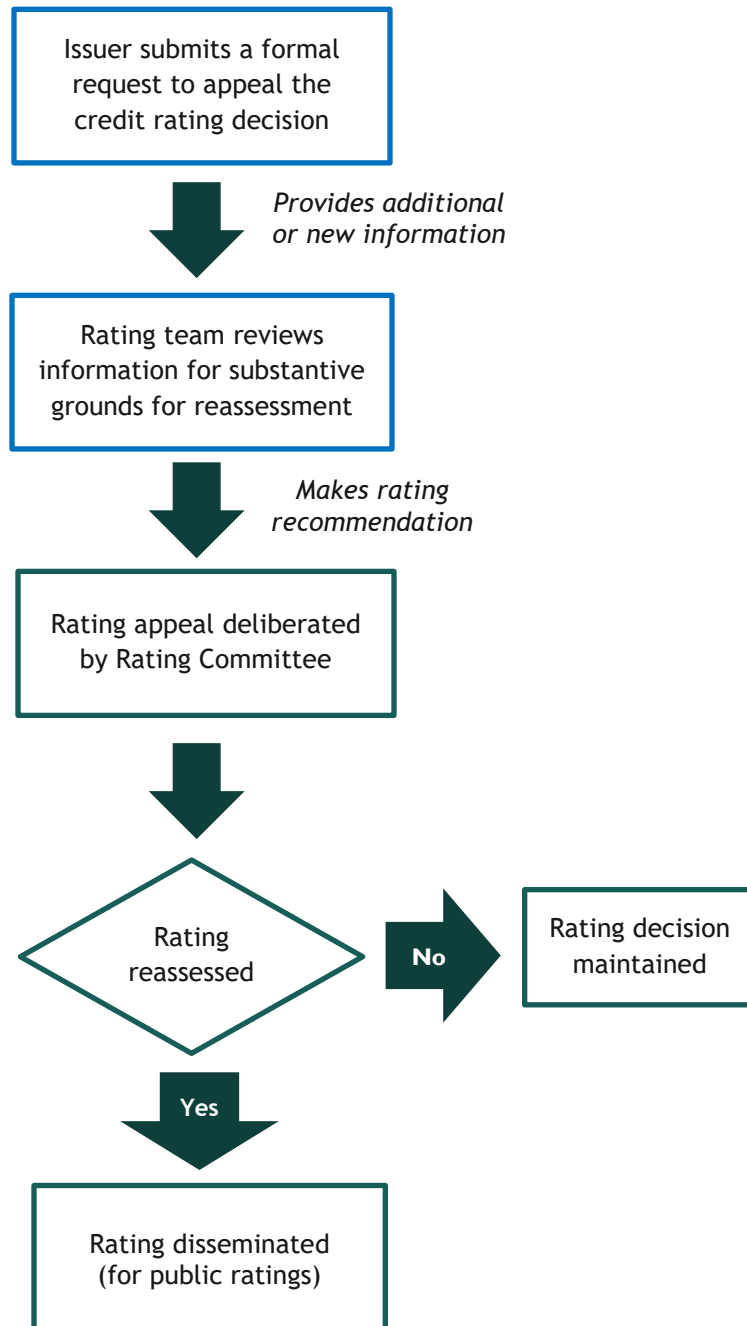 Issuer submits a formal
request to appeal the
credit rating decision
Provides additional
or new information
Rating team reviews
information for substantive
grounds for reassessment
Makes rating
recommendation
Rating appeal deliberated
by Rating Committee
Rating
reassessed
No
Rating decision
maintained
Yes
Rating disseminated
(for public ratings)